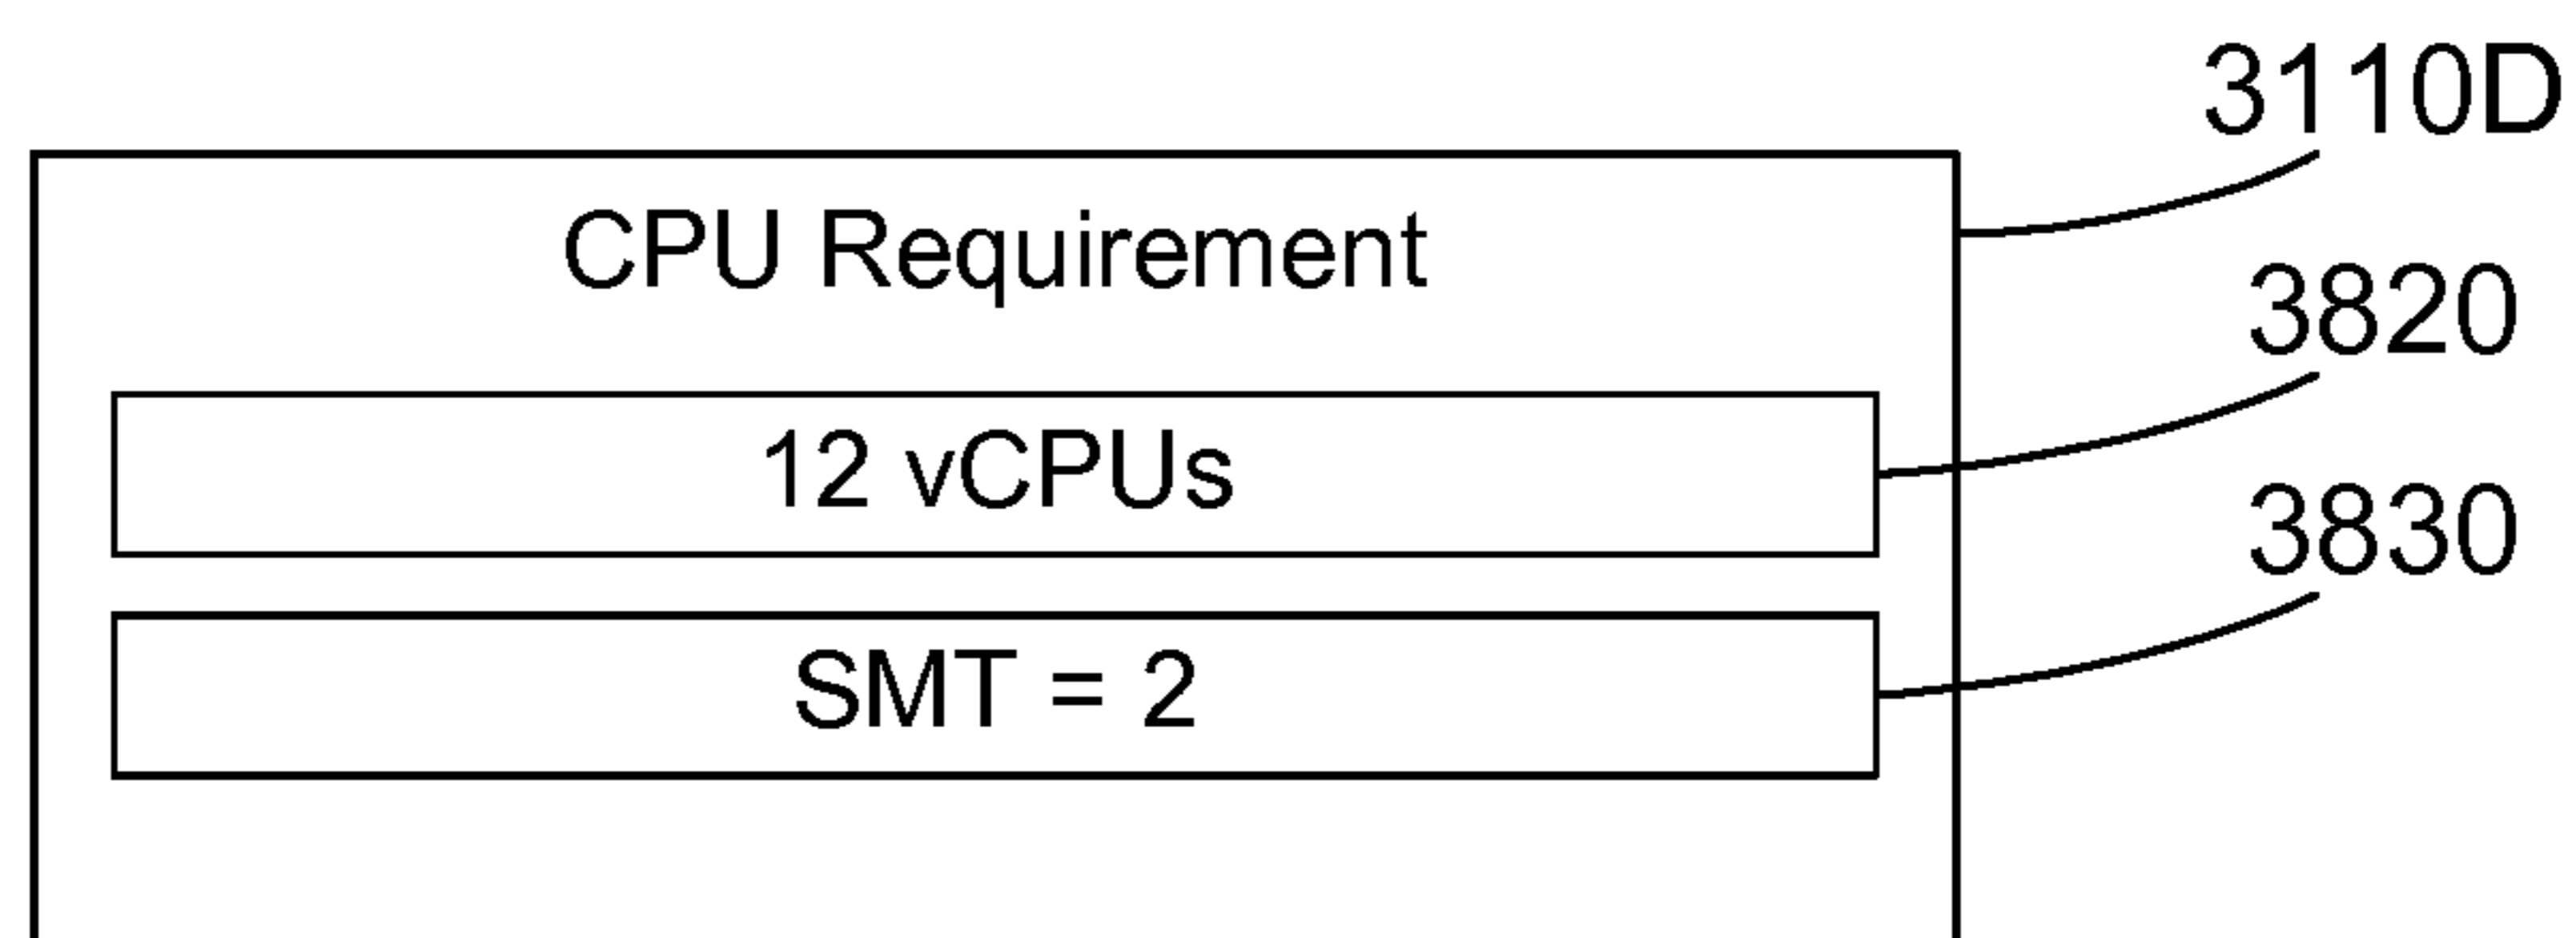 3110D
CPU Requirement
3820
12 vCPUs
3830
SMT = 2